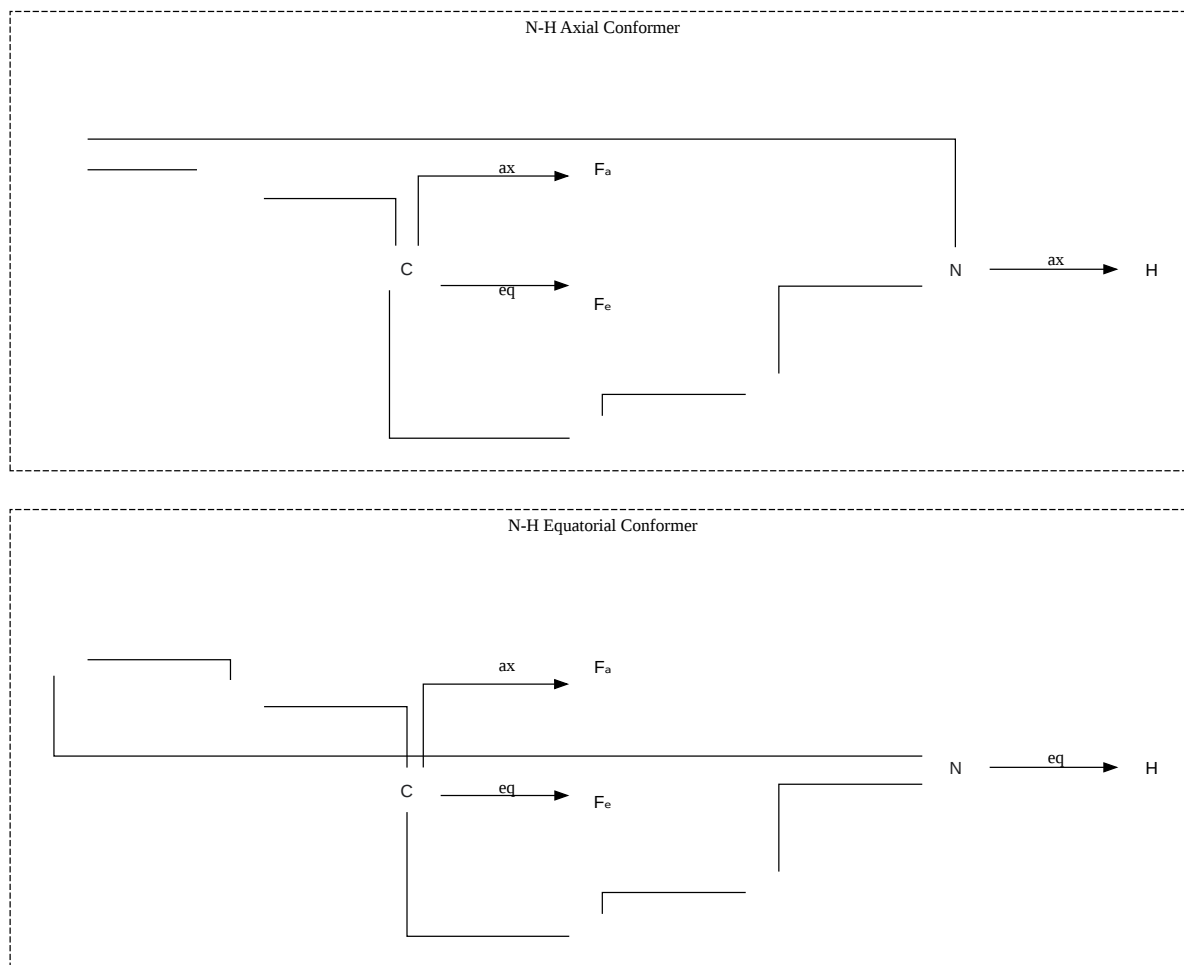 N-H Axial Conformer
ax
Fₐ
C
eq
Fₑ
N
ax
H
N-H Equatorial Conformer
ax
Fₐ
C
eq
Fₑ
N
eq
H